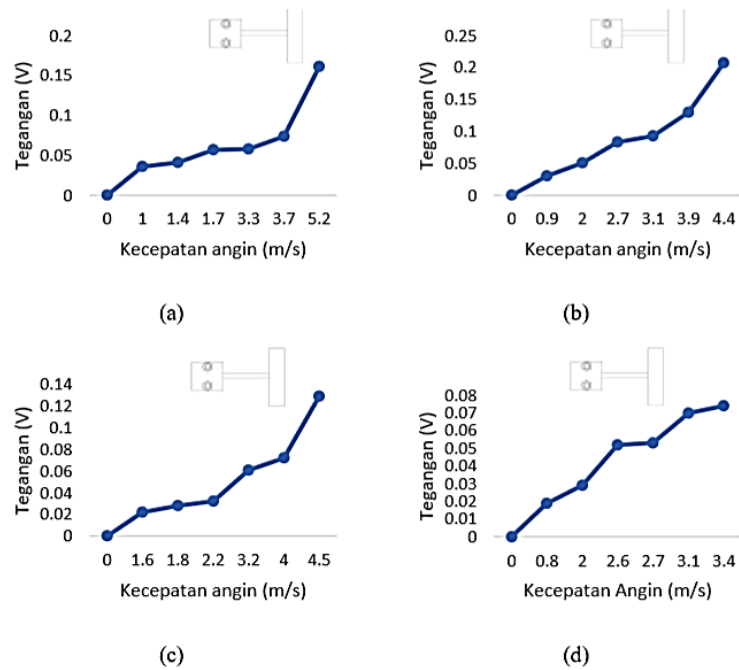 0.2
0.15
0.1
0.05
0
Tegangan (V)
0 1 1.4 1.7 3.3 3.7 5.2
Kecepatan angin (m/s)
(a)
0.25
0.2
0.15
0.1
0.05
0
Tegangan (V)
0 0.9 2 2.7 3.1 3.9 4.4
Kecepatan angin (m/s)
(b)
0.14
0.12
0.1
0.08
0.06
0.04
0.02
0
Tegangan (V)
0 1.6 1.8 2.2 3.2 4 4.5
Kecepatan angin (m/s)
(c)
0.08
0.07
0.06
0.05
0.04
0.03
0.02
0.01
0
Tegangan (V)
0 0.8 2 2.6 2.7 3.1 3.4
Kecepatan Angin (m/s)
(d)